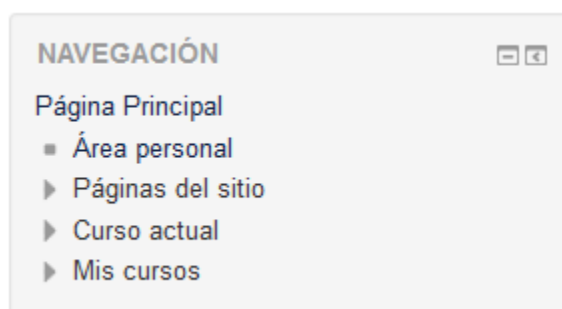 NAVEGACIÓN
Página Principal
Área personal
Páginas del sitio
Curso actual
Mis cursos